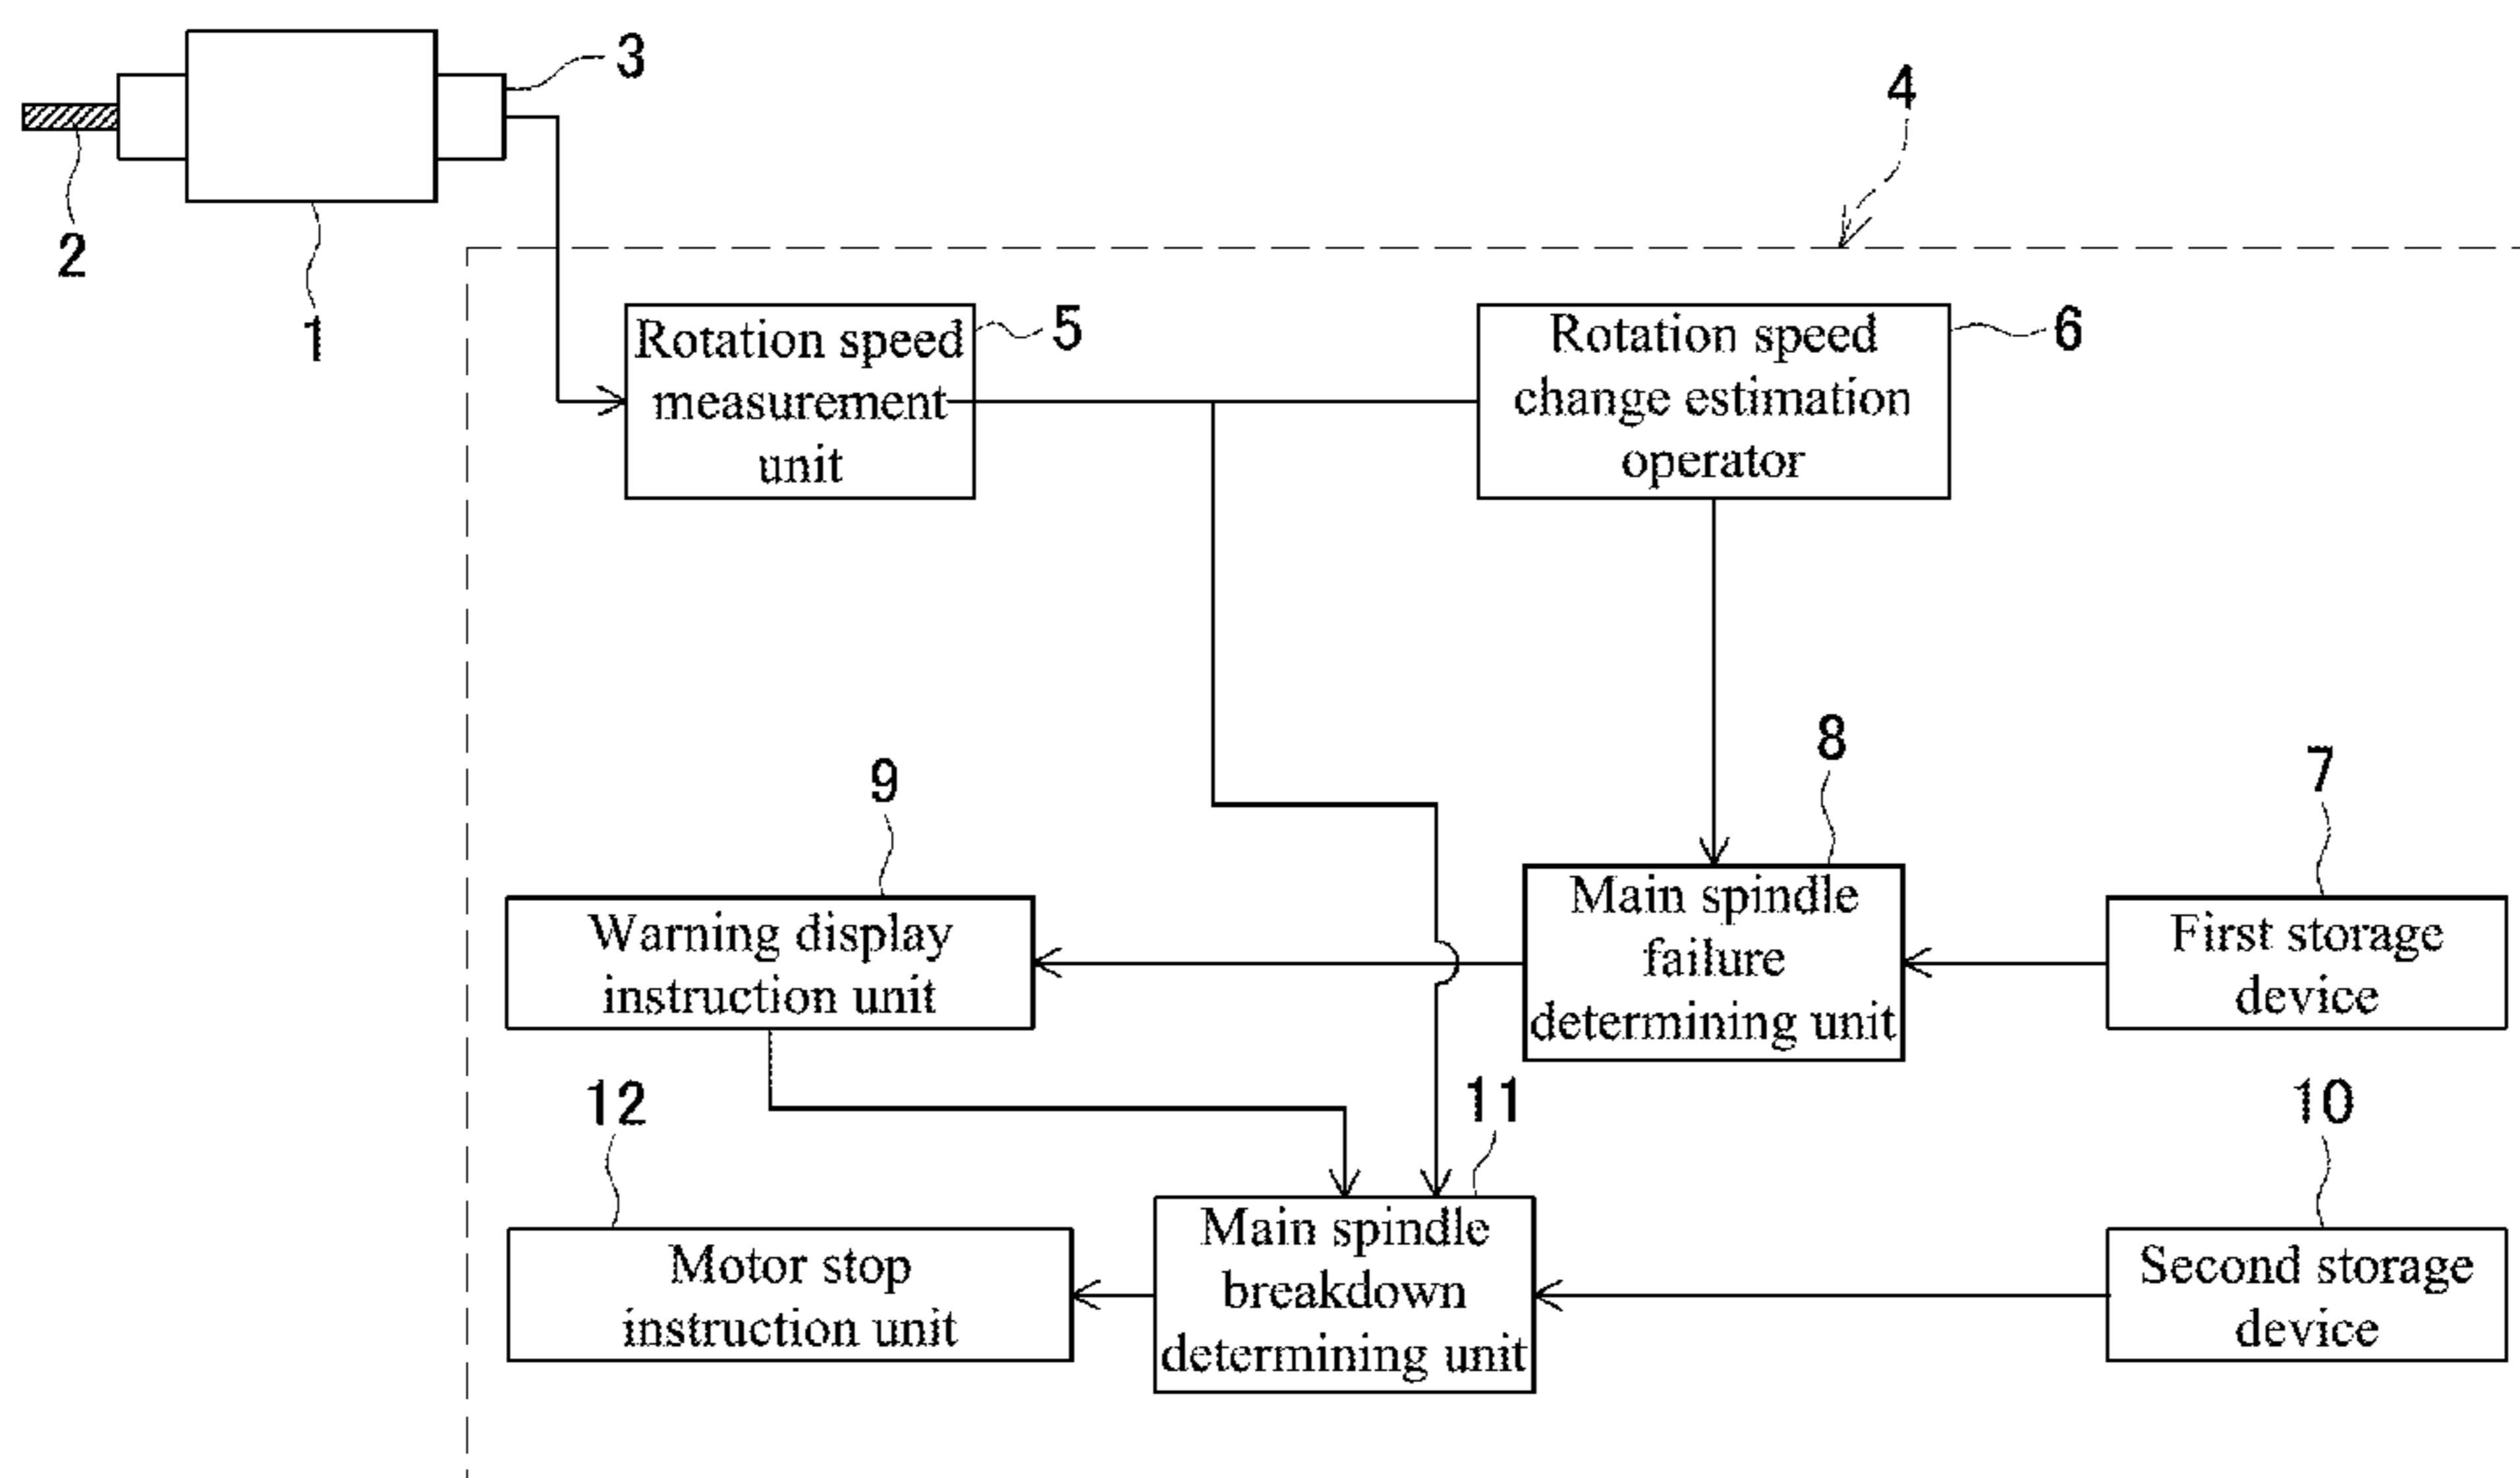 3
4
2
1
Rotation speed
measurement
unit
5
Rotation speed
change estimation
operator
6
8
7
9
Main spindle
failure
determining unit
Warning display
instruction unit
First storage
device
12
11
10
Main spindle
breakdown
determining unit
Motor stop
instruction unit
Second storage
device